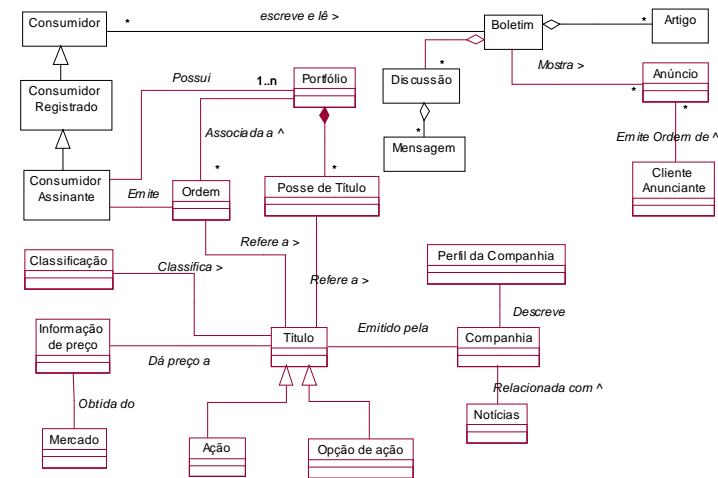 Consumidor
*
escreve e lê >
Boletim
*
Artigo
Consumidor
Registrado
Possui
1..n
Portfólio
*
Discussão
Mostra >
*
Anúncio
*
Associada a ^
*
Mensagem
Emite Ordem de ^
Consumidor
Assinante
Emite
*
Ordem
*
Posse de Título
Cliente
Anunciante
Classificação
Classifica >
Refere a >
Refere a >
Perfil da Companhia
Descreve
Informação
de preço
Dá preço a
Título
Emitido pela
Companhia
Obtida do
Relacionada com ^
Mercado
Ação
Opção de ação
Notícias